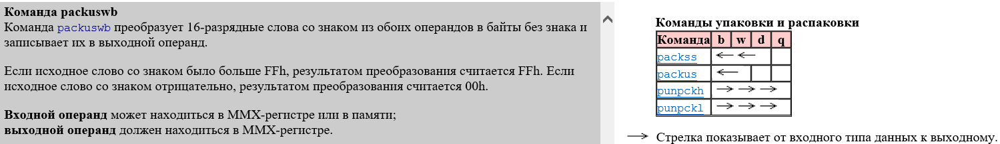 Команда packuswb
Команда packuswb преобразует 16-разрядные слова со знаком из обоих операндов в байты без знака и
записывает их в выходной операнд.
Если исходное слово со знаком было больше FFh, результатом преобразования считается FFh. Если
исходное слово со знаком отрицательно, результатом преобразования считается 00h.
Входной операнд может находиться в MMX-регистре или в памяти;
выходной операнд должен находиться в MMX-регистре.
Команды упаковки и распаковки
Команда b w d q
packss ← ←
packus ←
punpckh → → →
punpckl → → →
→ Стрелка показывает от входного типа данных к выходному.